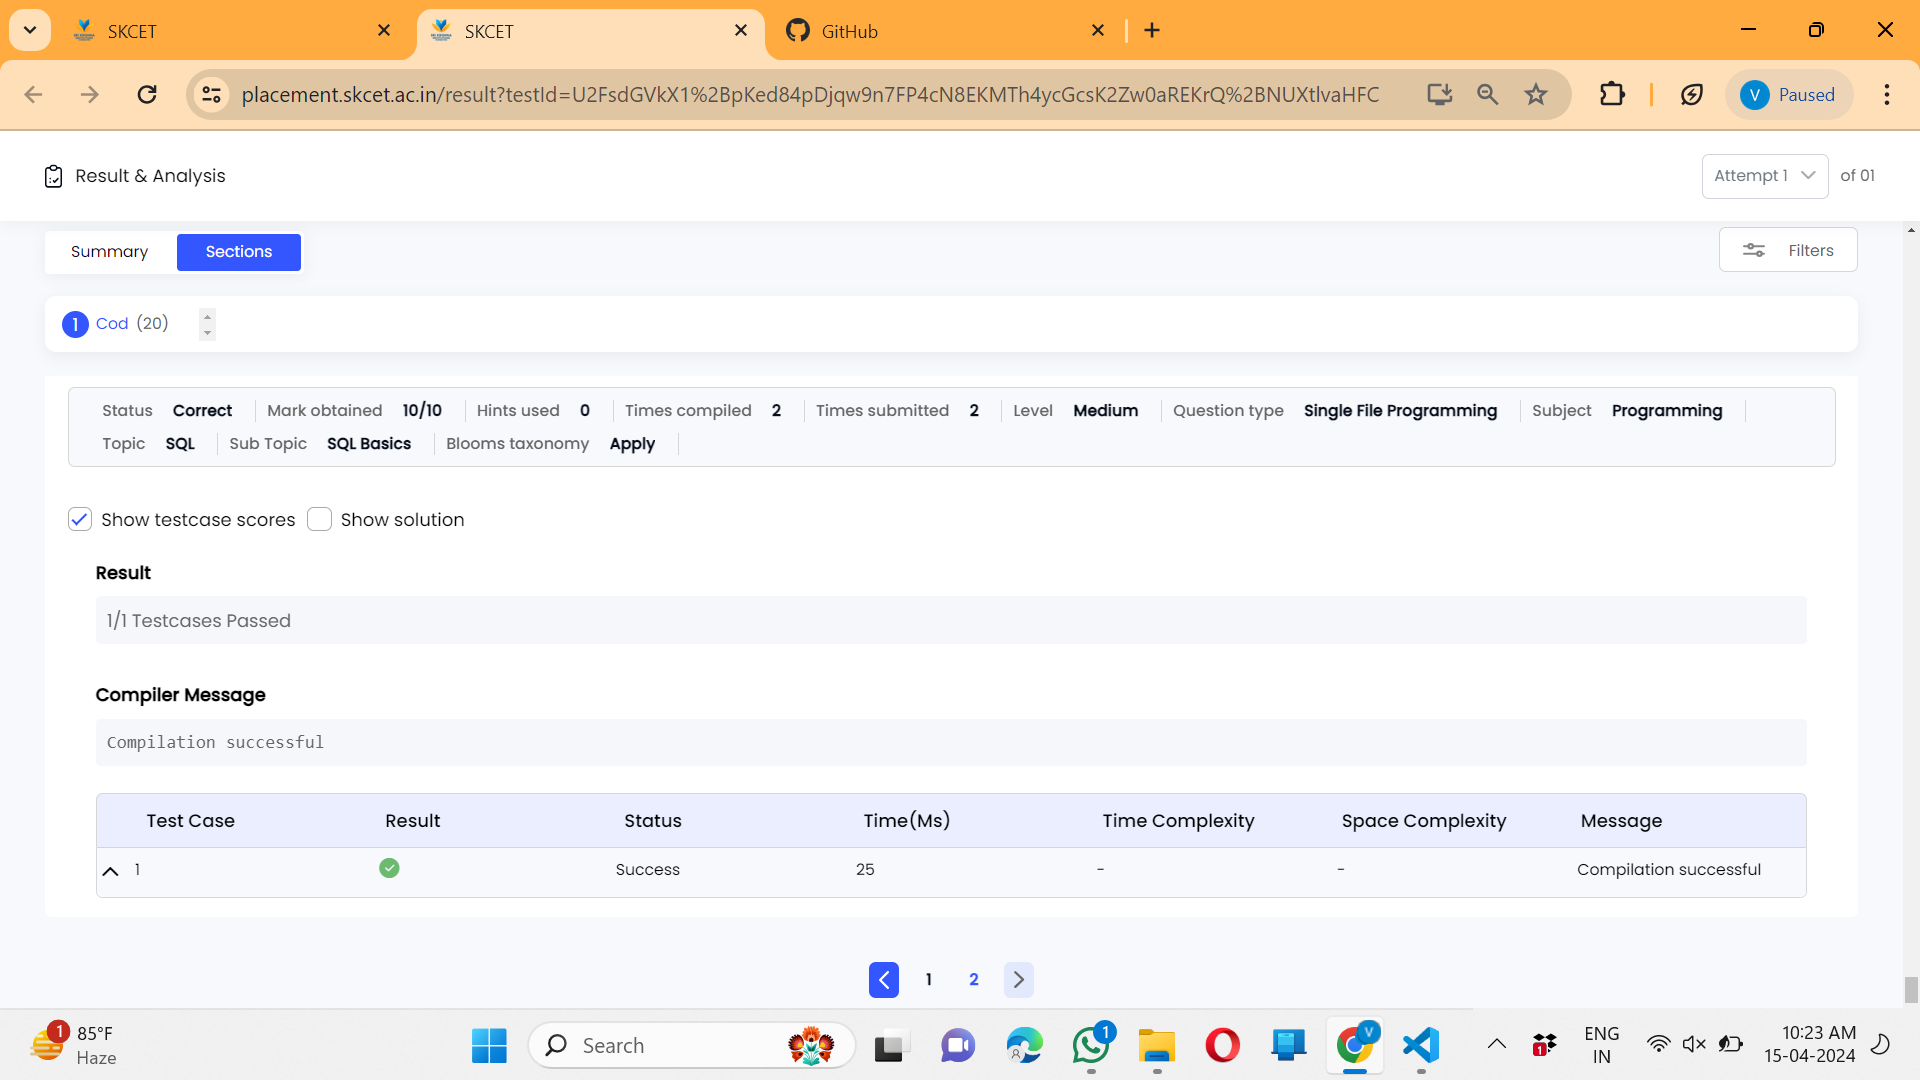 SKCET
SKCET
GitHub
placement.skcet.ac.in/result?testId=U2FsdGVkX1%2BpKed84pDjqw9n7FP4cN8EKMTh4ycGcsK2Zw0aREKrQ%2BNUXtlvaHFC
V Paused
Result & Analysis
Attempt 1 of 01
Summary Sections
Filters
1 Cod (20)
Status Correct Mark obtained 10/10 Hints used 0 Times compiled 2 Times submitted 2 Level Medium Question type Single File Programming Subject Programming
Topic SQL Sub Topic SQL Basics Blooms taxonomy Apply
Show testcase scores Show solution
Result
1/1 Testcases Passed
Compiler Message
Compilation successful
Test Case Result Status Time(Ms) Time Complexity Space Complexity Message
1 Success 25 - - Compilation successful
1 2
1 85°F
Haze
Search
1
V
1
ENG
IN
10:23 AM
15-04-2024